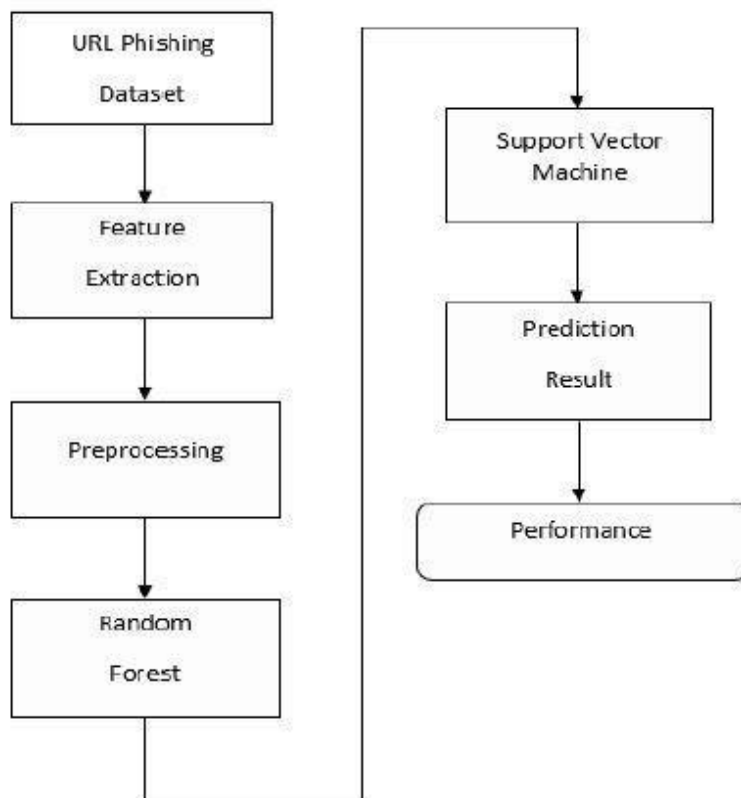 URL Phishing
Dataset
Feature
Extraction
Preprocessing
Random
Forest
Support Vector
Machine
Prediction
Result
Performance